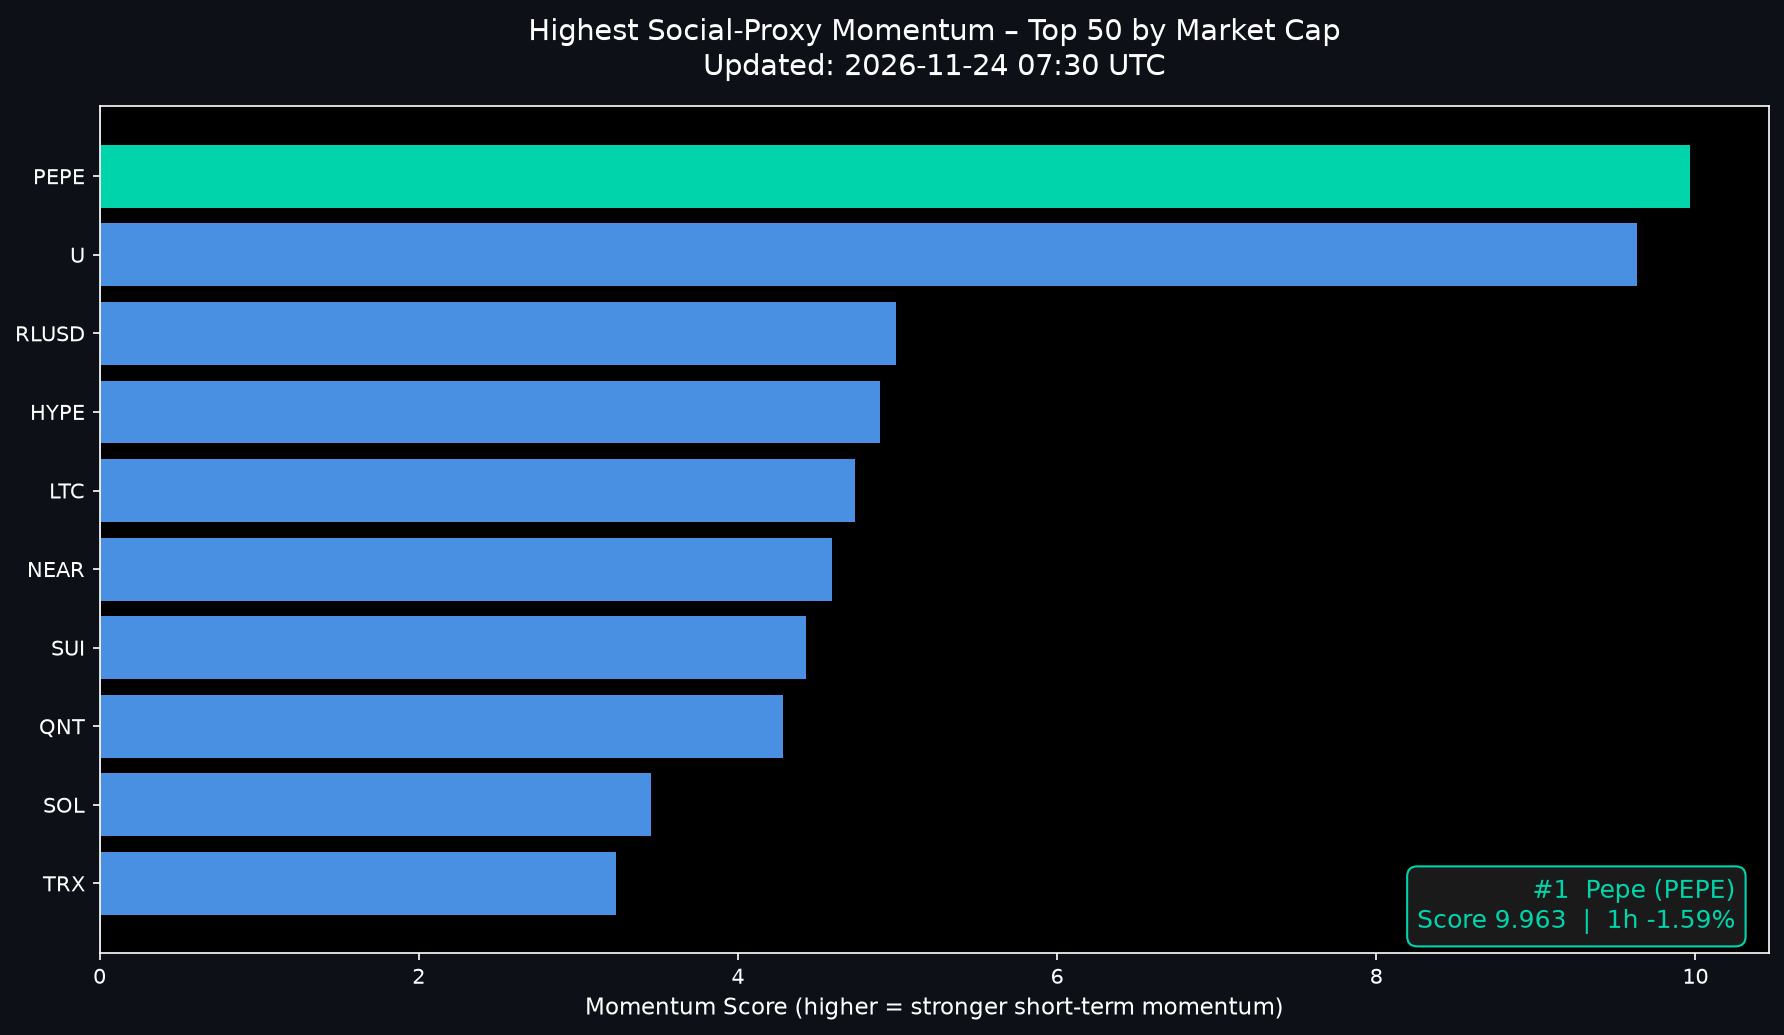 Highest Social-Proxy Momentum – Top 50 by Market Cap
Updated: 2026-11-24 07:30 UTC
PEPE
U
RLUSD
HYPE
LTC
NEAR
SUI
QNT
SOL
TRX
#1  Pepe (PEPE)
Score 9.963  |  1h -1.59%
0 2 4 6 8 10
Momentum Score (higher = stronger short-term momentum)